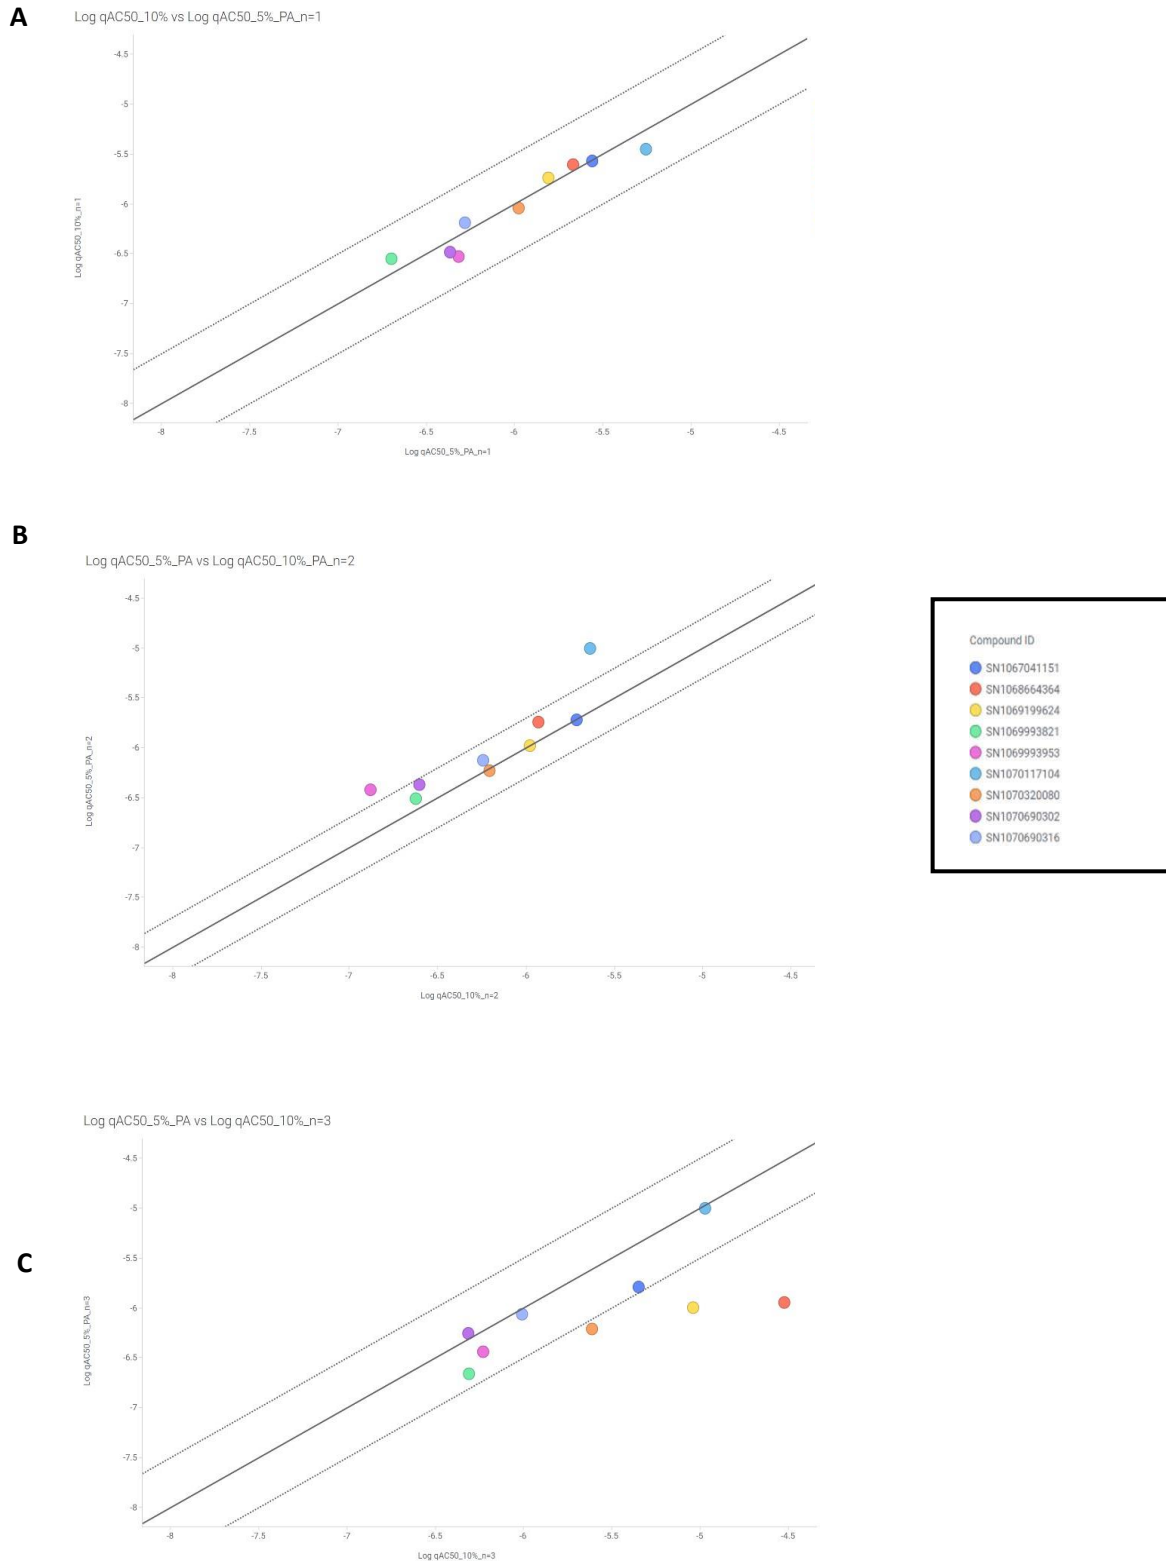 A
Log qAC50_10% vs Log qAC50_5%_PA_n=1
-4.5
-5
-5.5
-6
-6.5
-7
-7.5
-8
Log qAC50_10%_n=1
-8
-7.5
-7
-6.5
-6
-5.5
-5
-4.5
Log qAC50_5%_PA_n=1
B
Log qAC50_5%_PA vs Log qAC50_10%_PA_n=2
-4.5
-5
-5.5
-6
-6.5
-7
-7.5
-8
Log qAC50_5%_PA_n=2
-8
-7.5
-7
-6.5
-6
-5.5
-5
-4.5
Log qAC50_10%_n=2
Compound ID
SN1067041151
SN1068664364
SN1069199624
SN1069993821
SN1069993953
SN1070117104
SN1070320080
SN1070690302
SN1070690316
C
Log qAC50_5%_PA vs Log qAC50_10%_n=3
-4.5
-5
-5.5
-6
-6.5
-7
-7.5
-8
Log qAC50_5%_PA_n=3
-8
-7.5
-7
-6.5
-6
-5.5
-5
-4.5
Log qAC50_10%_n=3